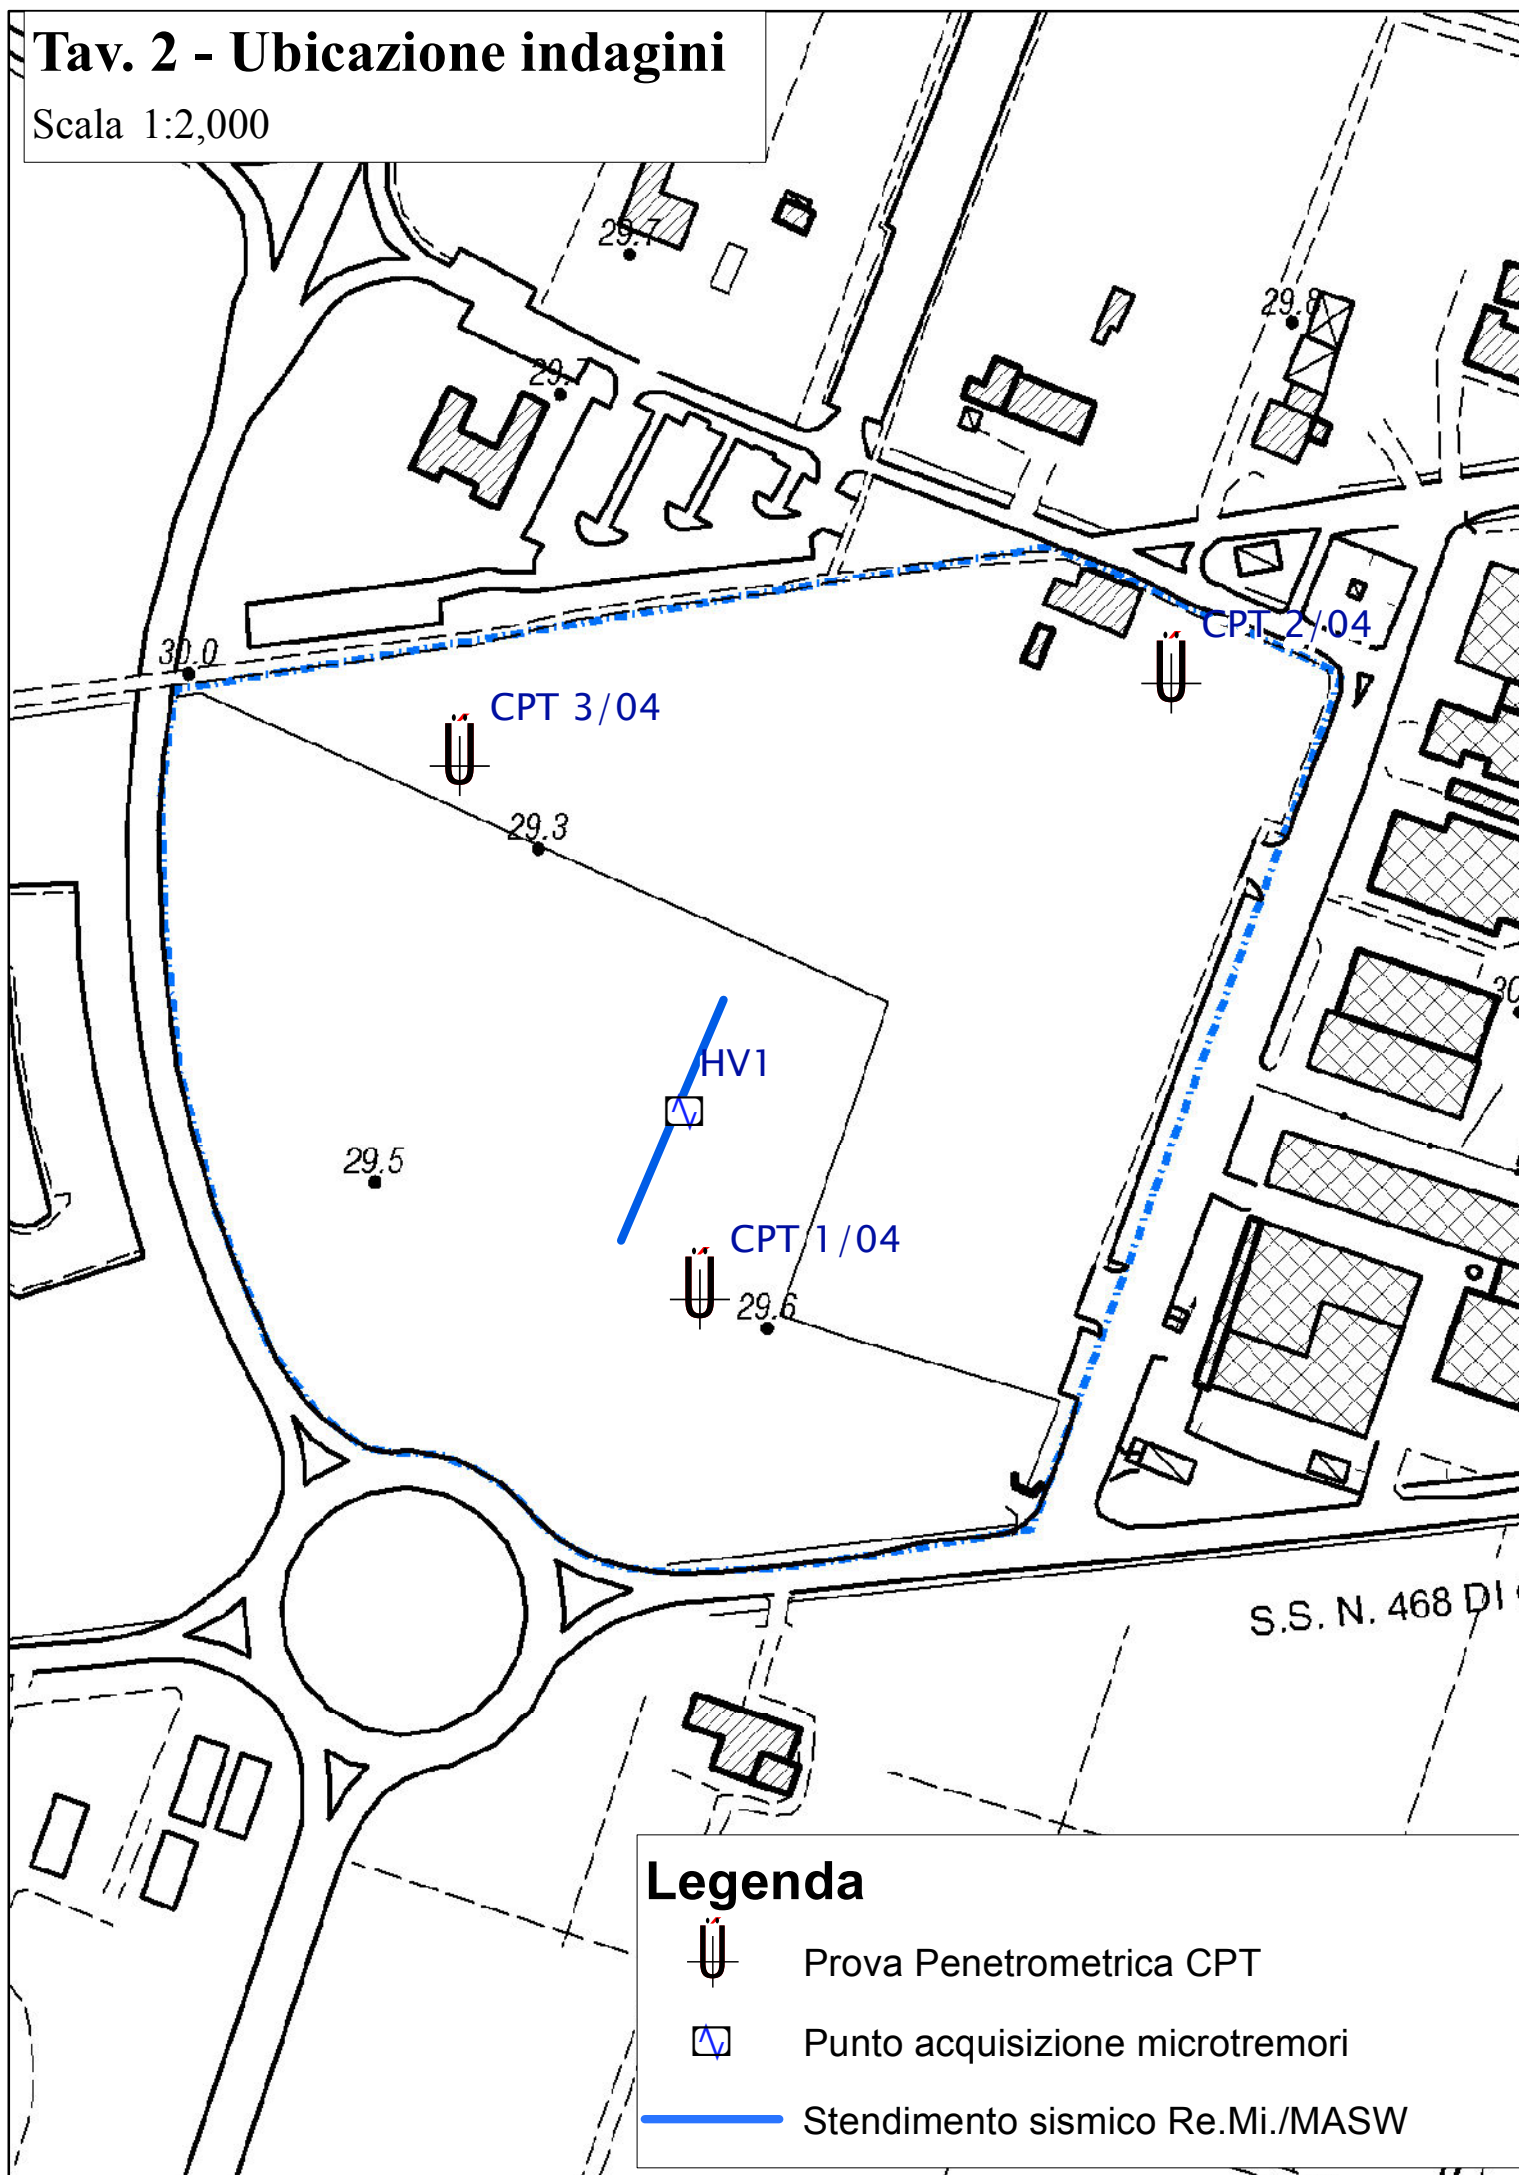 Tav. 2 - Ubicazione indagini
Scala 1:2,000
29.7
29.8
29.7
CPT 2/04
30.0
CPT 3/04
29.3
30
HV1
29.5
CPT 1/04
29.6
S.S. N. 468 DI
Legenda
Prova Penetrometrica CPT
Punto acquisizione microtremori
Stendimento sismico Re.Mi./MASW